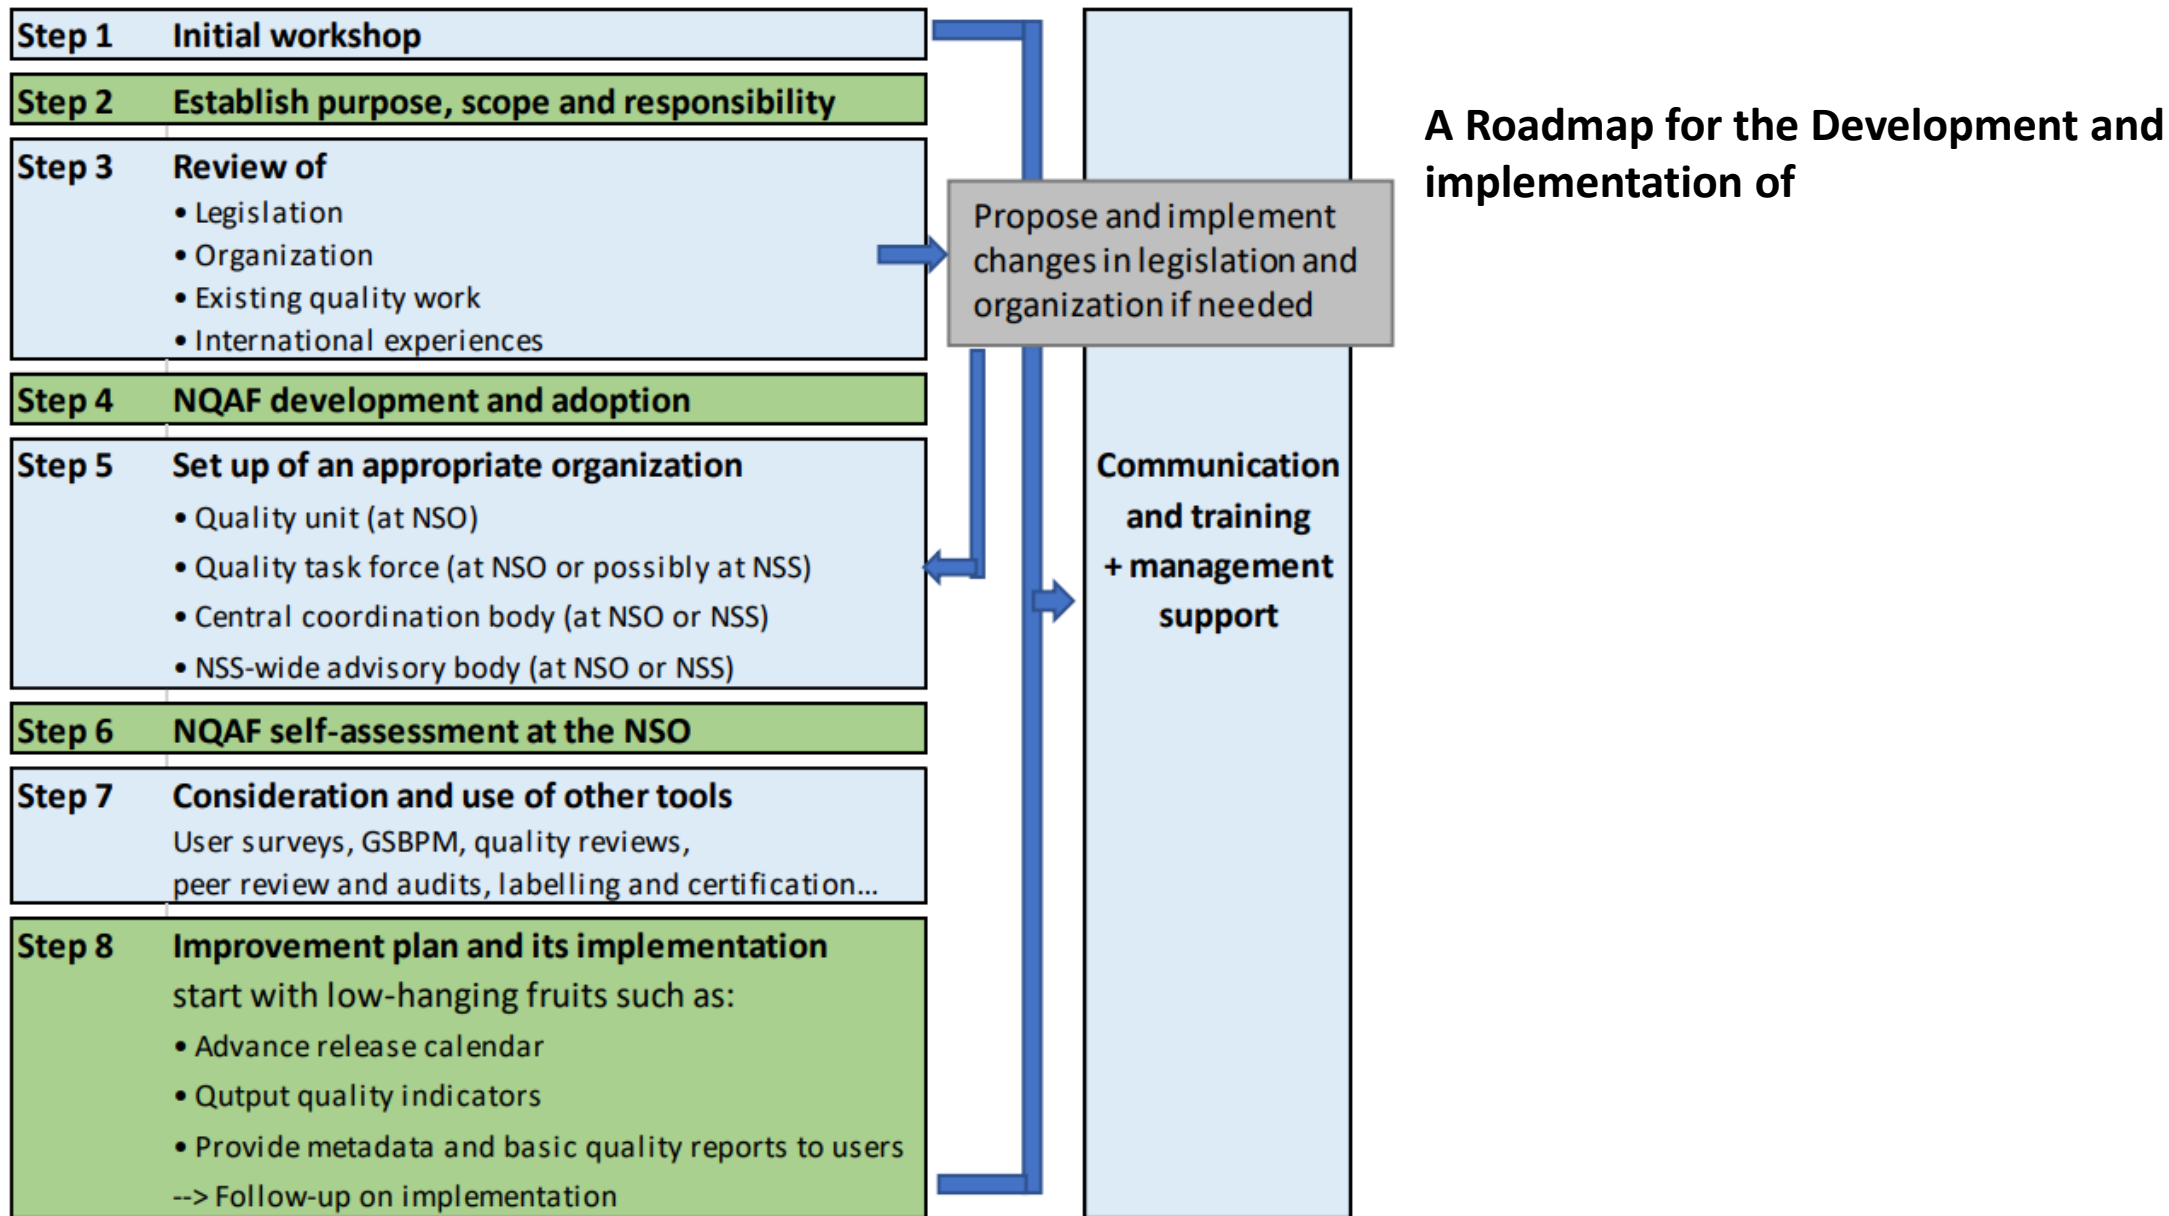 Step 1 Initial workshop
Step 2 Establish purpose, scope and responsibility
Step 3 Review of
• Legislation
• Organization
• Existing quality work
• International experiences
Step 4 NQAF development and adoption
Step 5 Set up of an appropriate organization
• Quality unit (at NSO)
• Quality task force (at NSO or possibly at NSS)
• Central coordination body (at NSO or NSS)
• NSS-wide advisory body (at NSO or NSS)
Step 6 NQAF self-assessment at the NSO
Step 7 Consideration and use of other tools
User surveys, GSBPM, quality reviews,
peer review and audits, labelling and certification...
Step 8 Improvement plan and its implementation
start with low-hanging fruits such as:
• Advance release calendar
• Qutput quality indicators
• Provide metadata and basic quality reports to users
--> Follow-up on implementation
Propose and implement
changes in legislation and
organization if needed
Communication
and training
+ management
support
A Roadmap for the Development and
implementation of